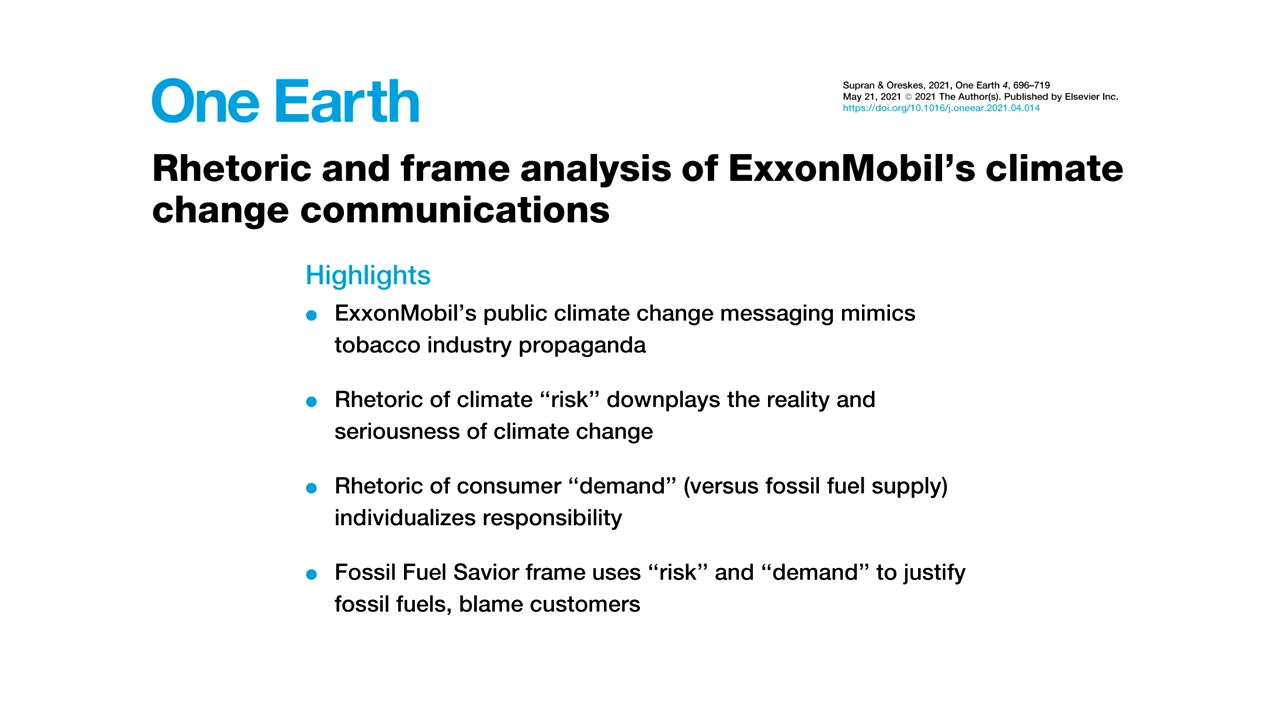 One Earth
Supran & Oreskes, 2021, One Earth 4, 696–719
May 21, 2021 © 2021 The Author(s). Published by Elsevier Inc.
https://doi.org/10.1016/j.oneear.2021.04.014
Rhetoric and frame analysis of ExxonMobil’s climate
change communications
Highlights
● ExxonMobil’s public climate change messaging mimics
tobacco industry propaganda
● Rhetoric of climate “risk” downplays the reality and
seriousness of climate change
● Rhetoric of consumer “demand” (versus fossil fuel supply)
individualizes responsibility
● Fossil Fuel Savior frame uses “risk” and “demand” to justify
fossil fuels, blame customers